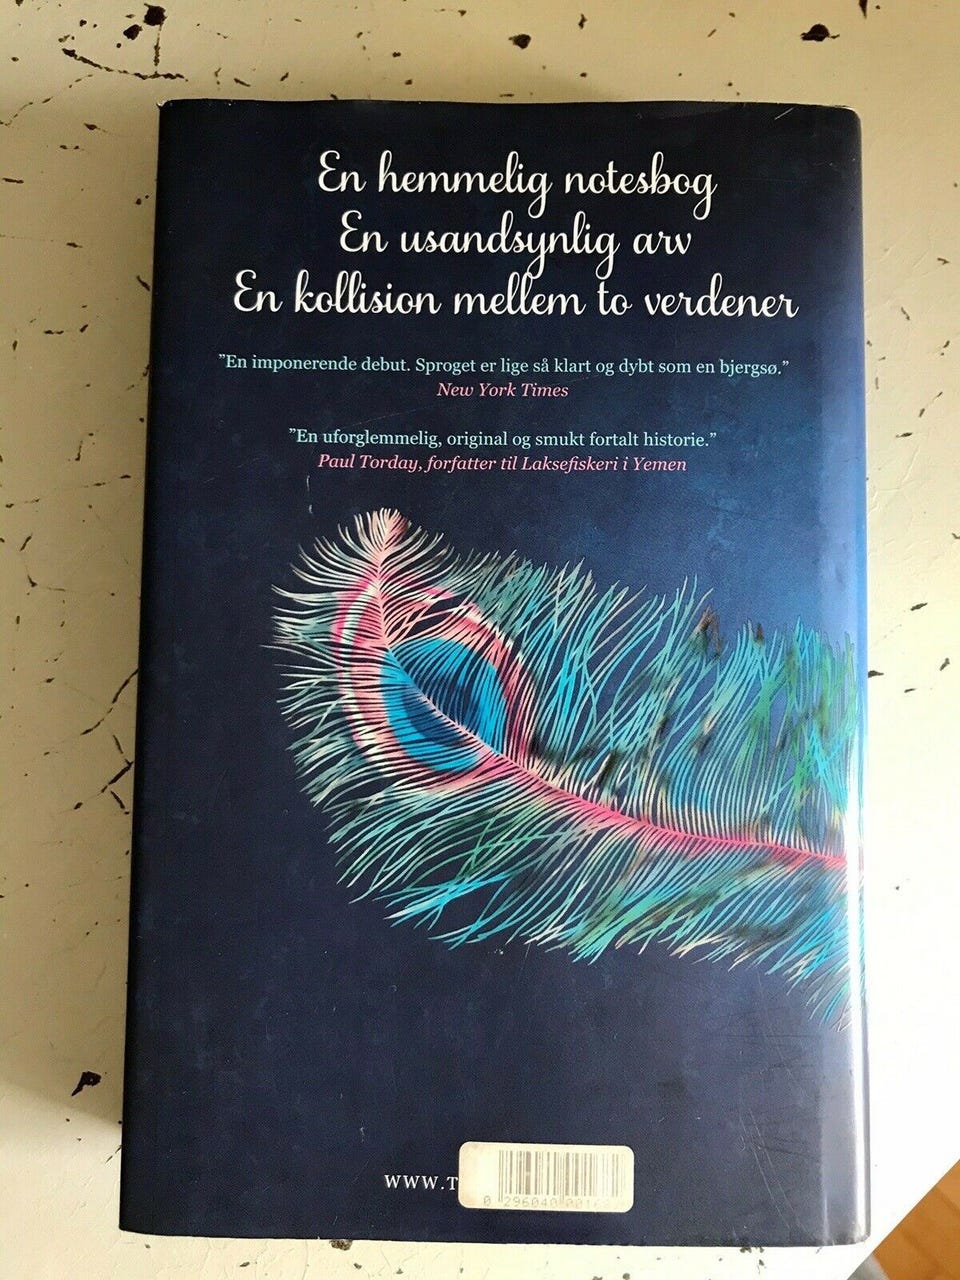 En hemmelig notesbog
En usandsynlig arv
En kollision mellem to verdener
”En imponerende debut. Sproget er lige så klart og dybt som en bjergsø.”
New York Times
”En uforglemmelig, original og smukt fortalt historie.”
Paul Torday, forfatter til Laksefiskeri i Yemen
WWW.T